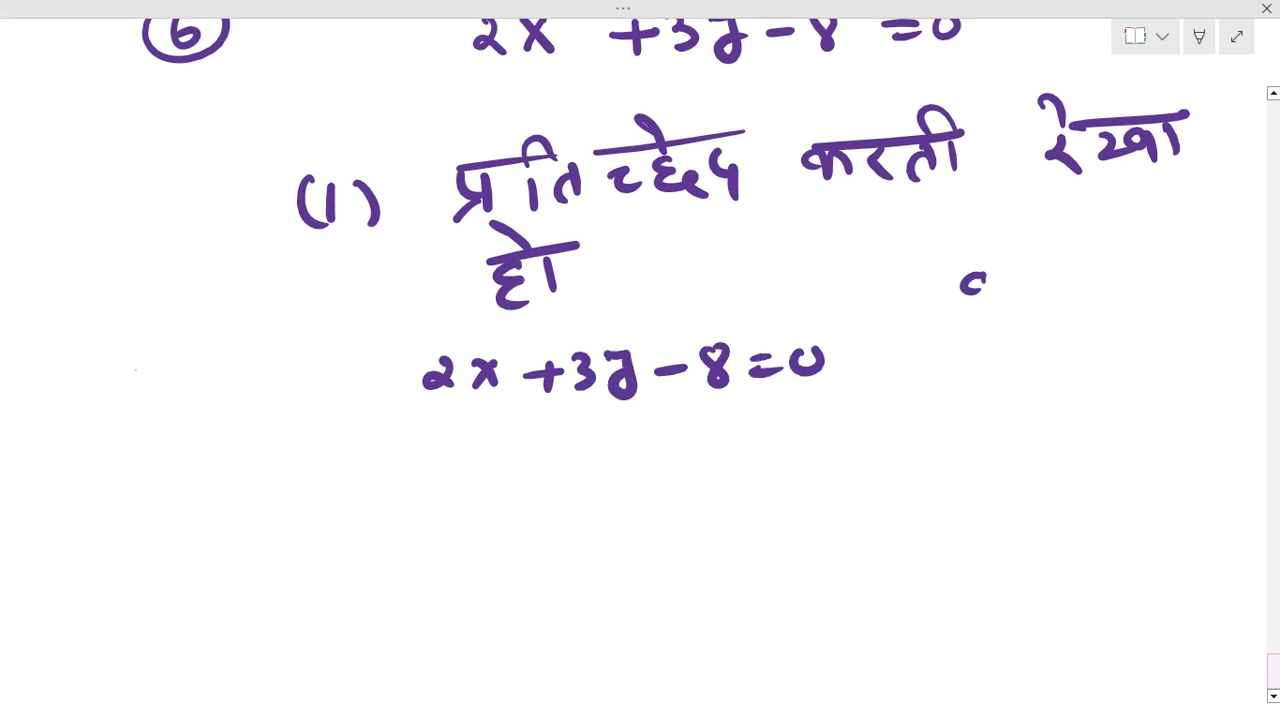 6 2x + 3y - 8 = 0
(1) प्रतिच्छेद करती रेखा
हो
2x + 3y - 8 = 0